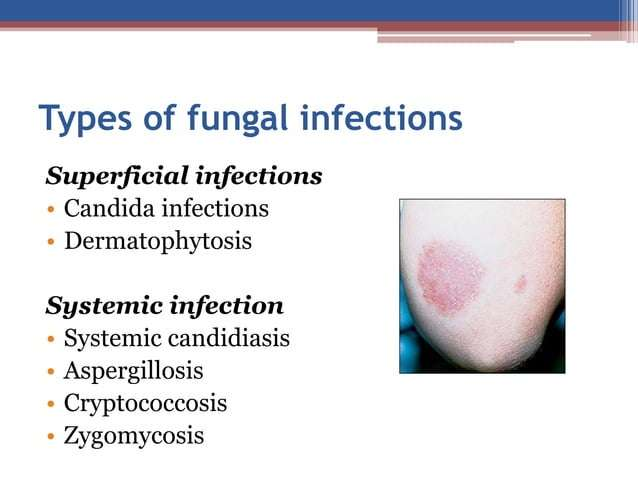 Types of fungal infections
Superficial infections
• Candida infections
• Dermatophytosis
Systemic infection
• Systemic candidiasis
• Aspergillosis
• Cryptococcosis
• Zygomycosis